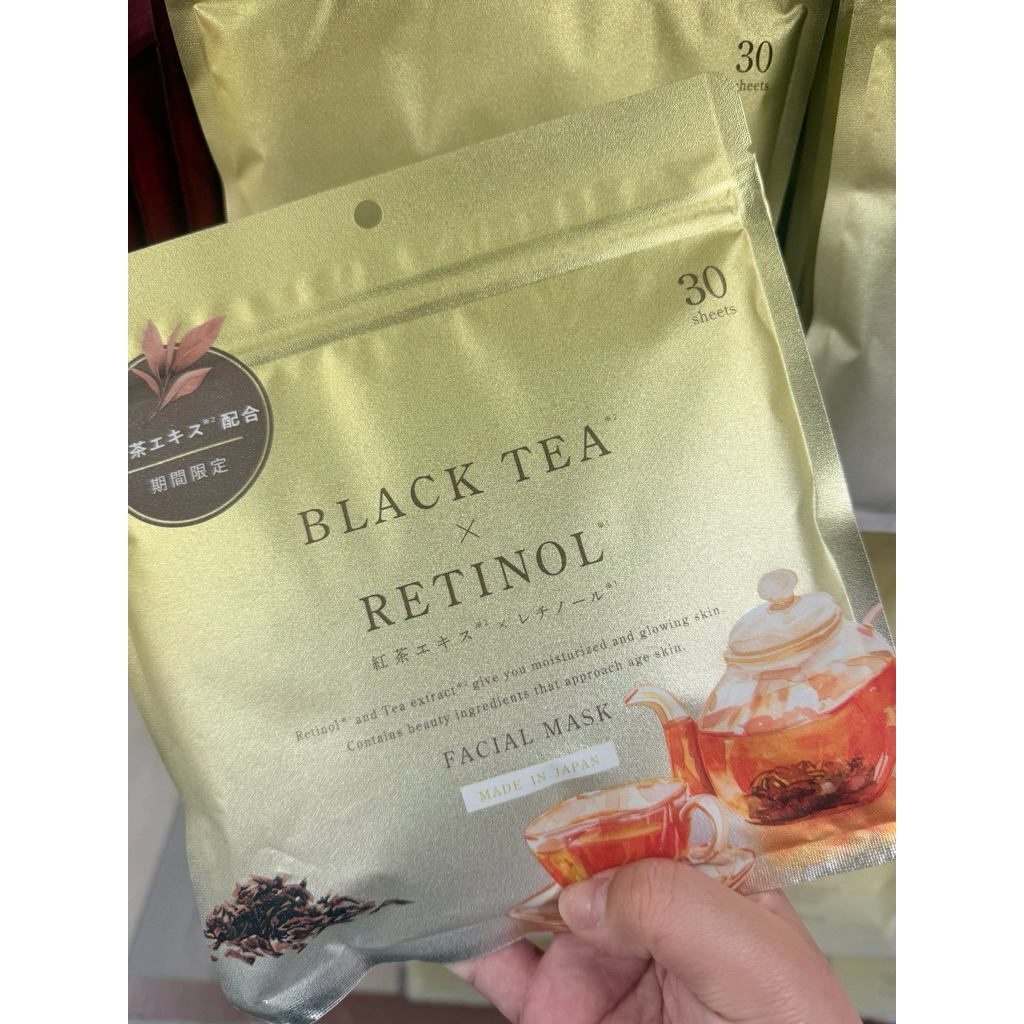 30
sheets
30
sheets
茶エキス※2 配合
期間限定
BLACK TEA※2
×
RETINOL※1
紅茶エキス※2 × レチノール※1
Retinol※1 and Tea extract※2 give you moisturized and glowing skin.
Contains beauty ingredients that approach age skin.
FACIAL MASK
MADE IN JAPAN